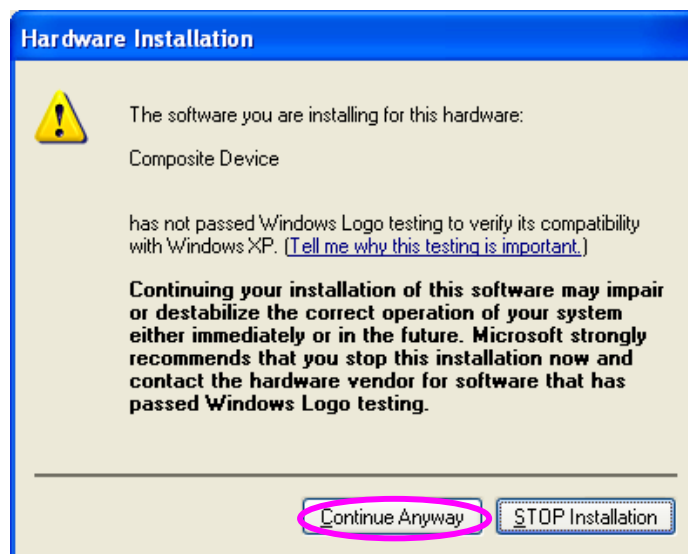 Hardware Installation
The software you are installing for this hardware:
Composite Device
has not passed Windows Logo testing to verify its compatibility
with Windows XP. (Tell me why this testing is important.)
Continuing your installation of this software may impair
or destabilize the correct operation of your system
either immediately or in the future. Microsoft strongly
recommends that you stop this installation now and
contact the hardware vendor for software that has
passed Windows Logo testing.
Continue Anyway STOP Installation